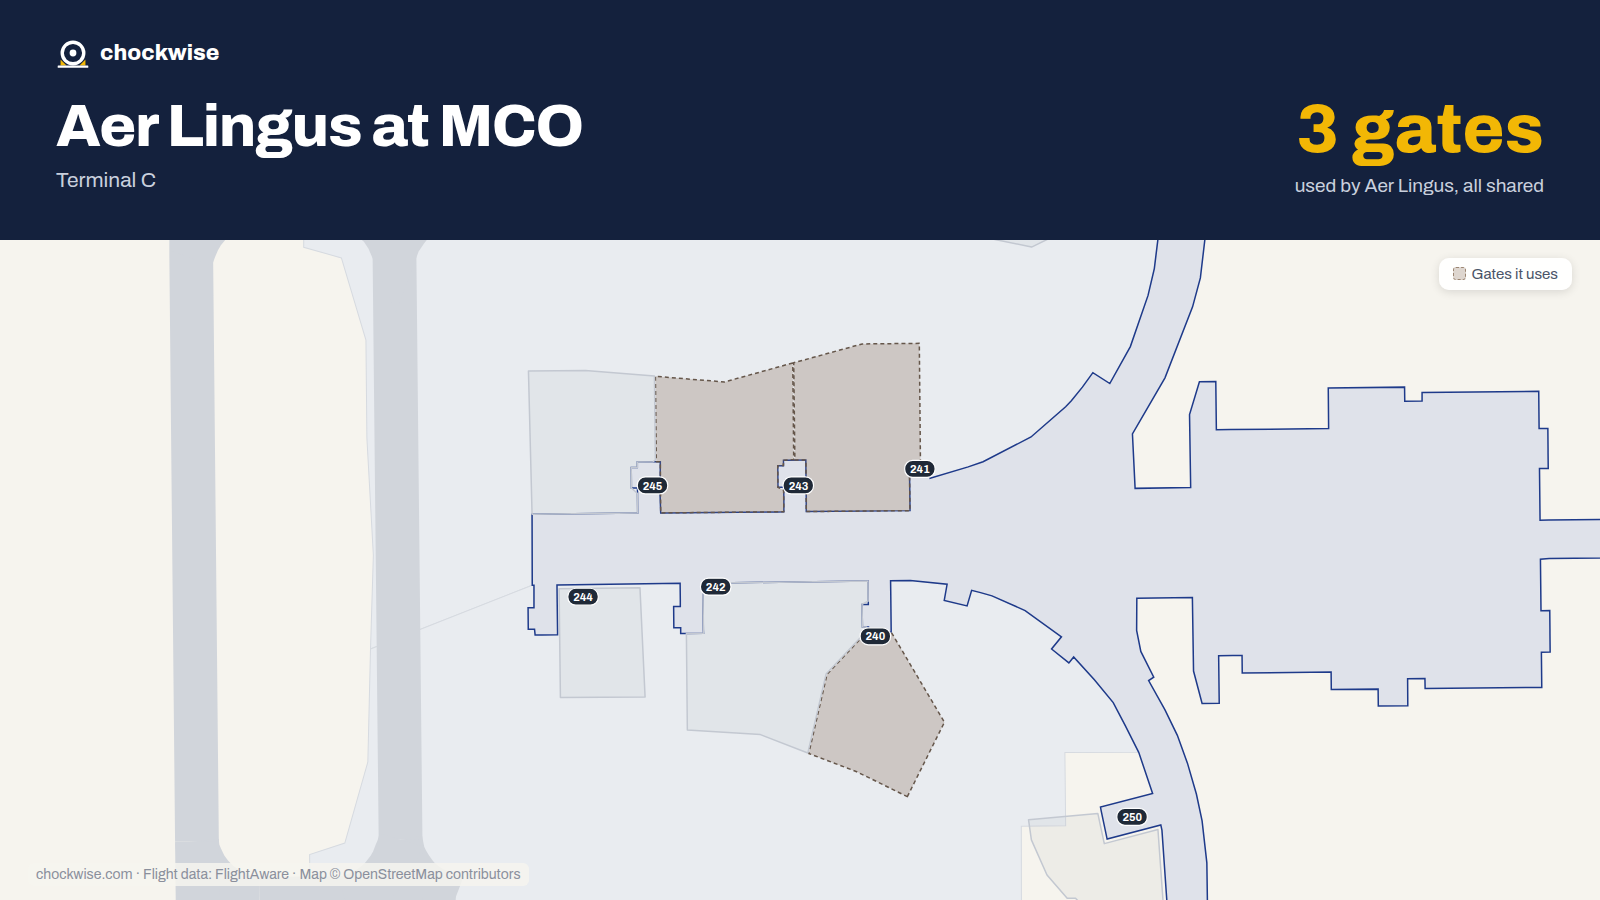 chockwise
Aer Lingus at MCO
Terminal C
3 gates
used by Aer Lingus, all shared
Gates it uses
241
245
243
242
244
240
250
chockwise.com · Flight data: FlightAware · Map © OpenStreetMap contributors